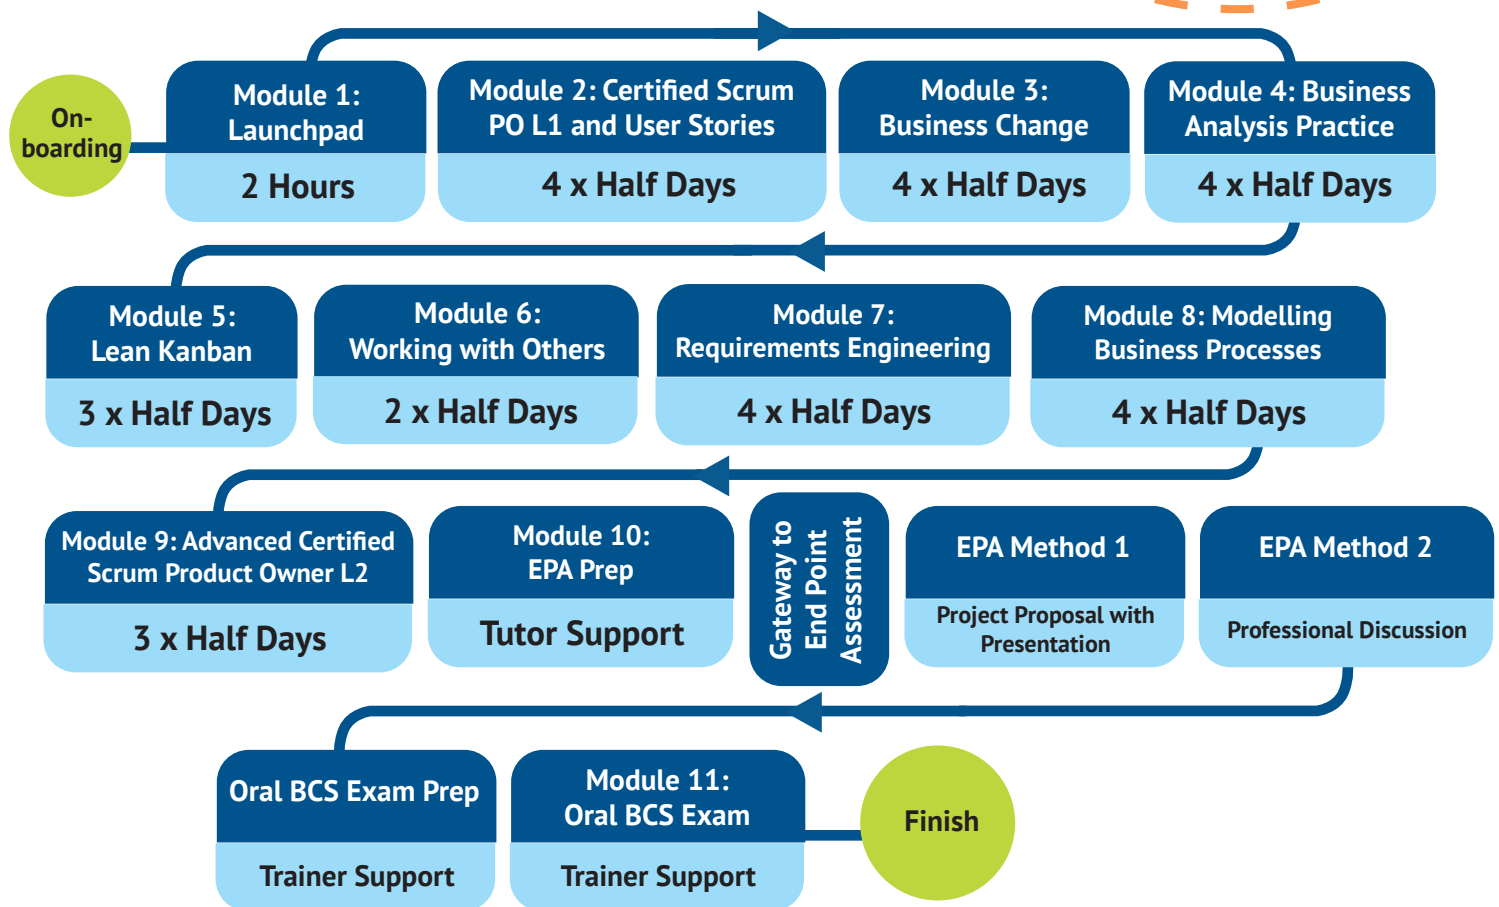 On-
boarding
Module 1:
Launchpad
2 Hours
Module 2: Certified Scrum
PO L1 and User Stories
4 x Half Days
Module 3:
Business Change
4 x Half Days
Module 4: Business
Analysis Practice
4 x Half Days
Module 5:
Lean Kanban
3 x Half Days
Module 6:
Working with Others
2 x Half Days
Module 7:
Requirements Engineering
4 x Half Days
Module 8: Modelling
Business Processes
4 x Half Days
Module 9: Advanced Certified
Scrum Product Owner L2
3 x Half Days
Module 10:
EPA Prep
Tutor Support
Gateway to
End Point
Assessment
EPA Method 1
Project Proposal with
Presentation
EPA Method 2
Professional Discussion
Oral BCS Exam Prep
Trainer Support
Module 11:
Oral BCS Exam
Trainer Support
Finish